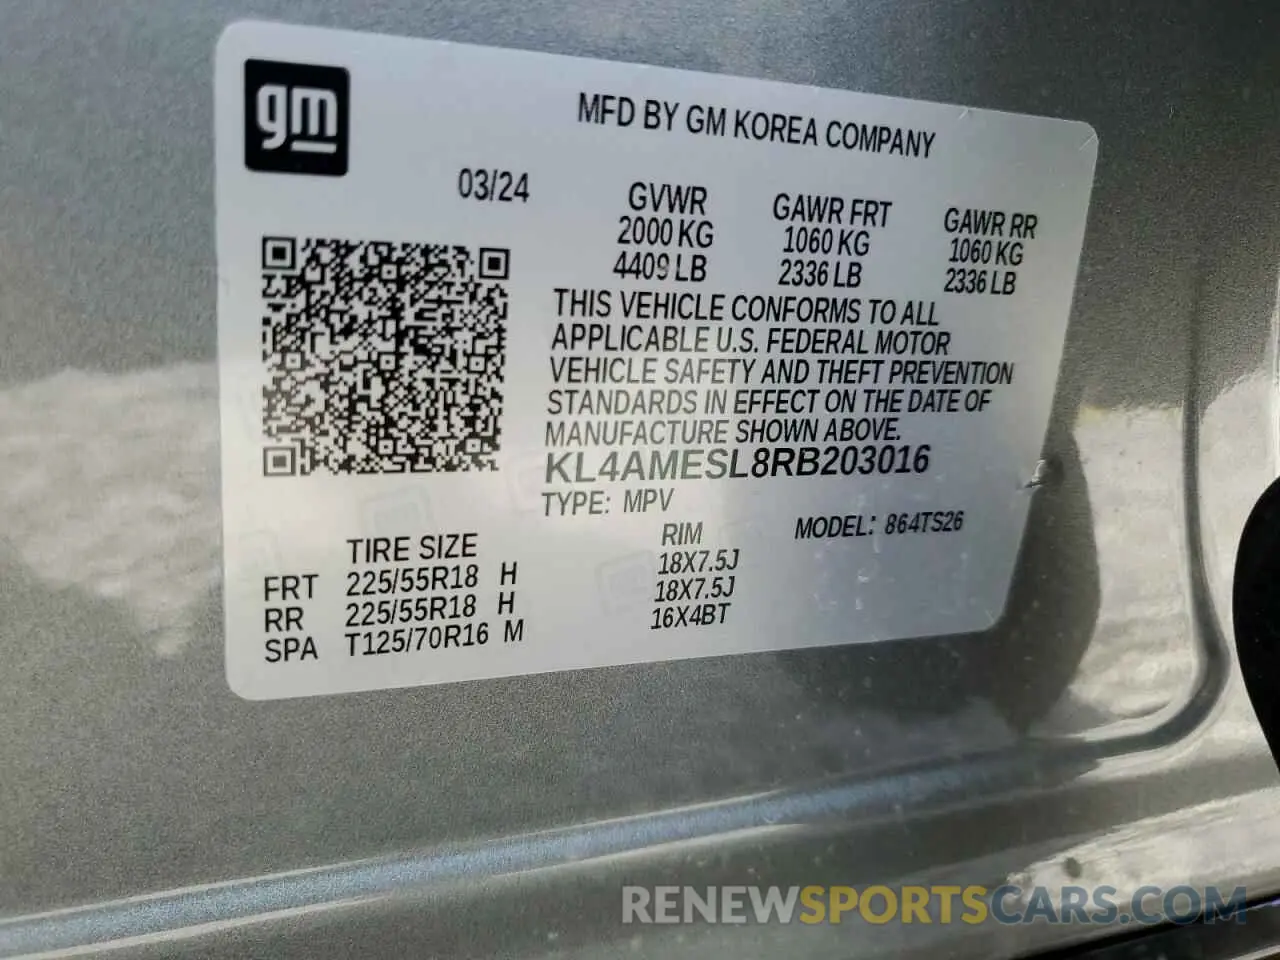 gm
MFD BY GM KOREA COMPANY
03/24
GVWR GAWR FRT GAWR RR
2000 KG 1060 KG 1060 KG
4409 LB 2336 LB 2336 LB
THIS VEHICLE CONFORMS TO ALL
APPLICABLE U.S. FEDERAL MOTOR
VEHICLE SAFETY AND THEFT PREVENTION
STANDARDS IN EFFECT ON THE DATE OF
MANUFACTURE SHOWN ABOVE.
KL4AMESL8RB203016
TYPE: MPV MODEL: 864TS26
TIRE SIZE RIM
FRT 225/55R18 H 18X7.5J
RR 225/55R18 H 18X7.5J
SPA T125/70R16 M 16X4BT
RENEWSPORTSCARS.COM